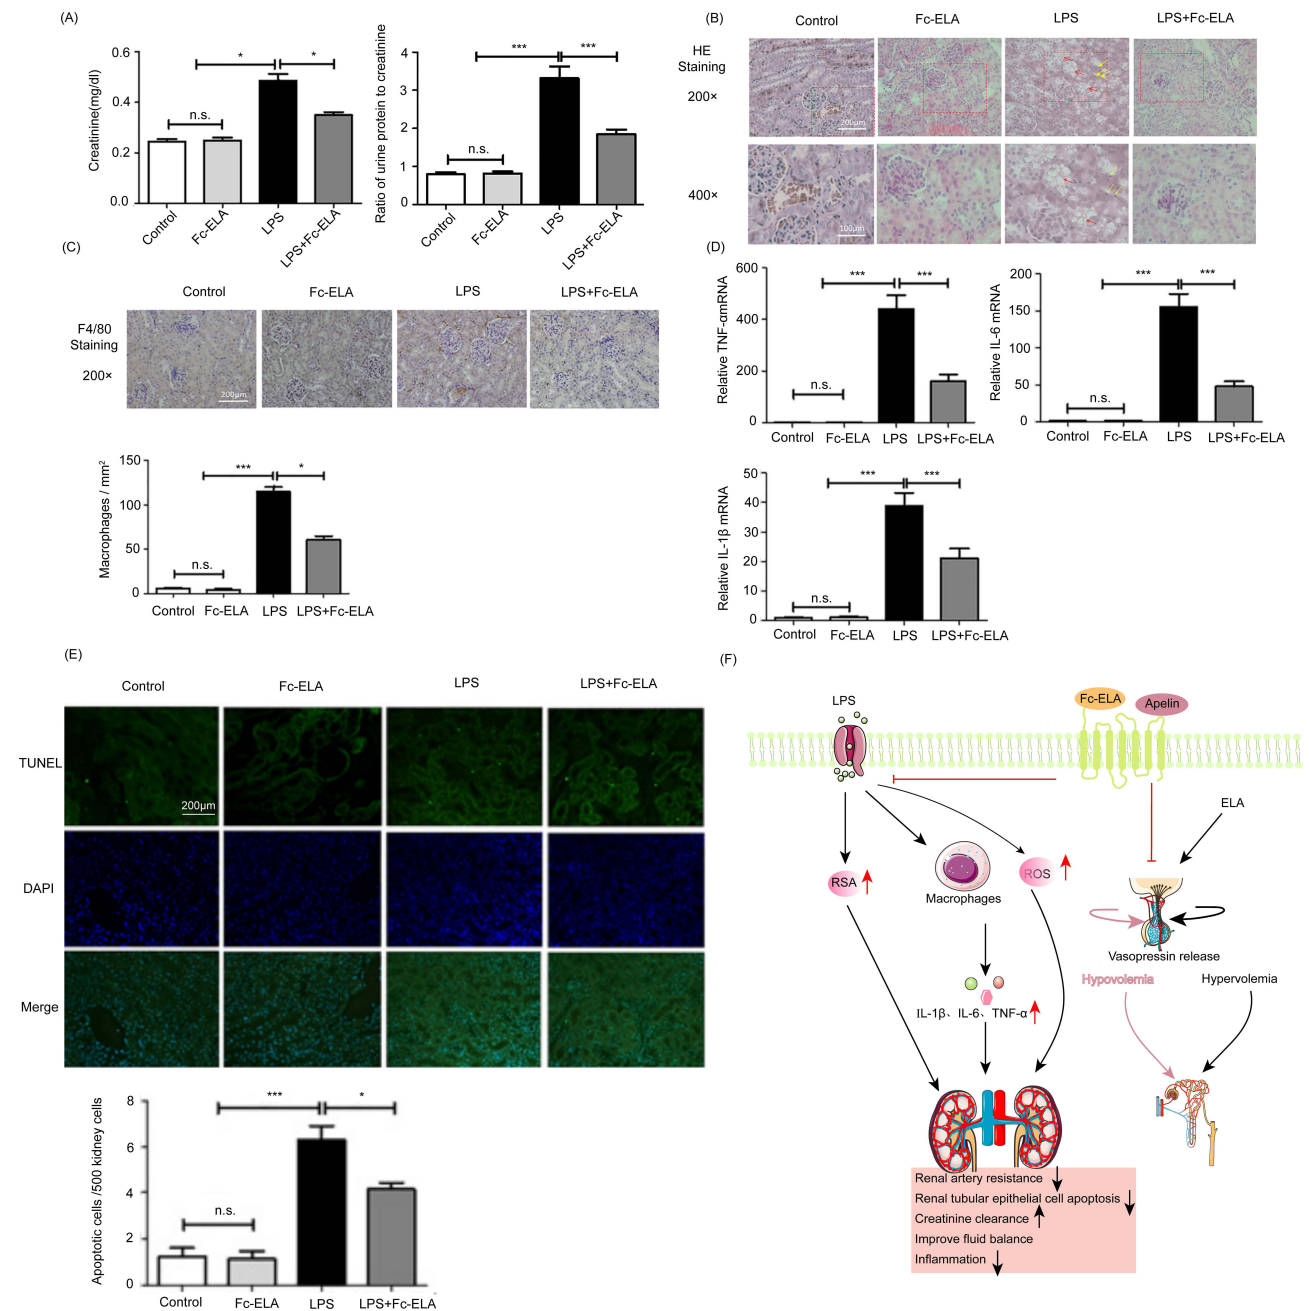 (A)
Creatinine(mg/dl)
0.6
0.4
0.2
0.0
*
*
n.s.
Control
Fc-ELA
LPS
LPS+Fc-ELA
Ratio of urine protein to creatinine
4
3
2
1
0
***
***
n.s.
Control
Fc-ELA
LPS
LPS+Fc-ELA
(B)
Control
Fc-ELA
LPS
LPS+Fc-ELA
HE
Staining
200×
200μm
400×
100μm
(C)
Control
Fc-ELA
LPS
LPS+Fc-ELA
F4/80
Staining
200×
200μm
Macrophages / mm²
150
100
50
0
***
*
n.s.
Control
Fc-ELA
LPS
LPS+Fc-ELA
(D)
Relative TNF-αmRNA
600
400
200
0
***
***
n.s.
Control
Fc-ELA
LPS
LPS+Fc-ELA
Relative IL-6 mRNA
200
150
100
50
0
***
***
n.s.
Control
Fc-ELA
LPS
LPS+Fc-ELA
Relative IL-1β mRNA
50
40
30
20
10
0
***
***
n.s.
Control
Fc-ELA
LPS
LPS+Fc-ELA
(E)
Control
Fc-ELA
LPS
LPS+Fc-ELA
TUNEL
200μm
DAPI
Merge
Apoptotic cells /500 kidney cells
8
6
4
2
0
***
*
n.s.
Control
Fc-ELA
LPS
LPS+Fc-ELA
(F)
LPS
Fc-ELA
Apelin
ELA
RSA
Macrophages
ROS
Vasopressin release
Hypovolemia
Hypervolemia
IL-1β、IL-6、TNF-α
Renal artery resistance
Renal tubular epithelial cell apoptosis
Creatinine clearance
Improve fluid balance
Inflammation